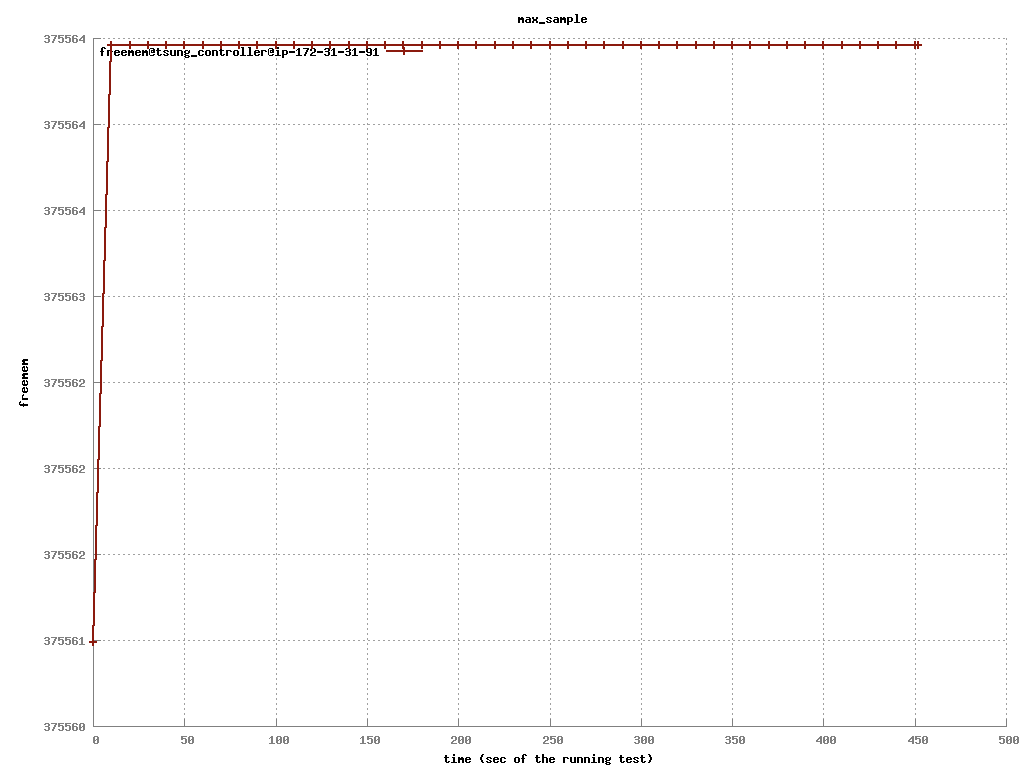 max_sample
375564
freemem@tsung_controller@ip-172-31-31-91
375564
375564
375563
375562
375562
375562
375561
375560
freemem
0 50 100 150 200 250 300 350 400 450 500
time (sec of the running test)